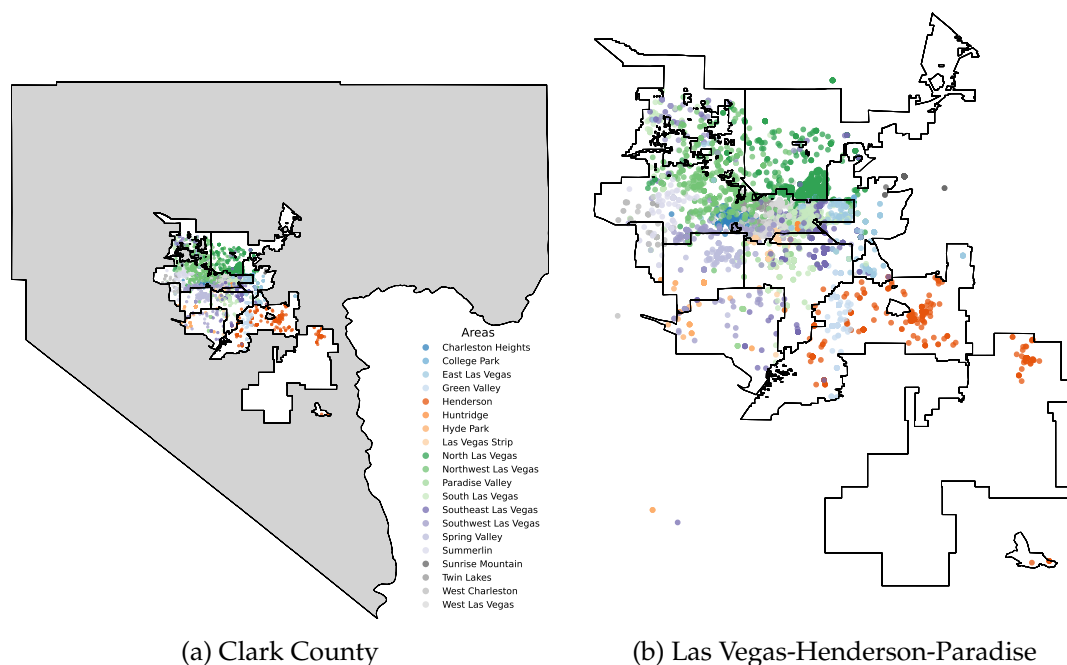 Areas
Charleston Heights
College Park
East Las Vegas
Green Valley
Henderson
Huntridge
Hyde Park
Las Vegas Strip
North Las Vegas
Northwest Las Vegas
Paradise Valley
South Las Vegas
Southeast Las Vegas
Southwest Las Vegas
Spring Valley
Summerlin
Sunrise Mountain
Twin Lakes
West Charleston
West Las Vegas
(a) Clark County
(b) Las Vegas-Henderson-Paradise